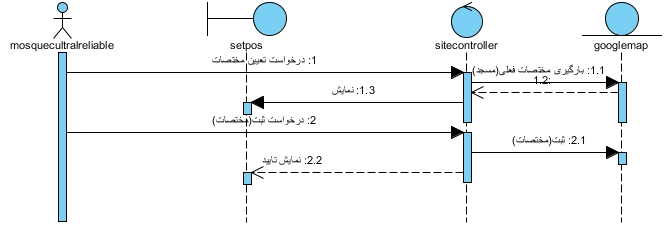 mosquecultralreliable
setpos
sitecontroller
googlemap
1: درخواست تعیین مختصات
1.1: بارگیری مختصات فعلی(مسجد)
1.2:
1.3: نمایش
2: درخواست ثبت(مختصات)
2.1: ثبت(مختصات)
2.2: نمایش تایید